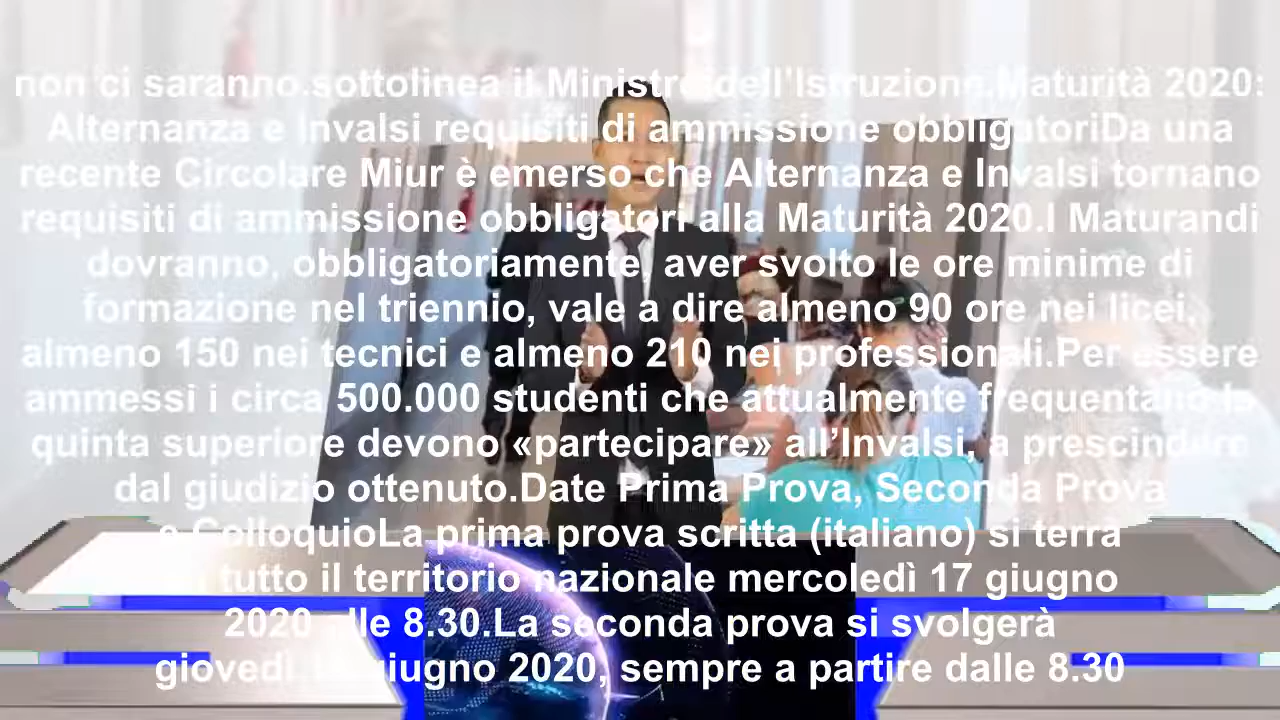 non ci saranno.sottolinea il Ministro dell'Istruzione.Maturità 2020:
Alternanza e Invalsi requisiti di ammissione obbligatoriDa una
recente Circolare Miur è emerso che Alternanza e Invalsi tornano
requisiti di ammissione obbligatori alla Maturità 2020.I Maturandi
dovranno, obbligatoriamente, aver svolto le ore minime di
formazione nel triennio, vale a dire almeno 90 ore nei licei,
almeno 150 nei tecnici e almeno 210 nei professionali.Per essere
ammessi i circa 500.000 studenti che attualmente frequentano la
quinta superiore devono «partecipare» all’Invalsi, a prescindere
dal giudizio ottenuto.Date Prima Prova, Seconda Prova
e ColloquioLa prima prova scritta (italiano) si terrà
tutto il territorio nazionale mercoledì 17 giugno
2020 alle 8.30.La seconda prova si svolgerà
giovedì giugno 2020, sempre a partire dalle 8.30